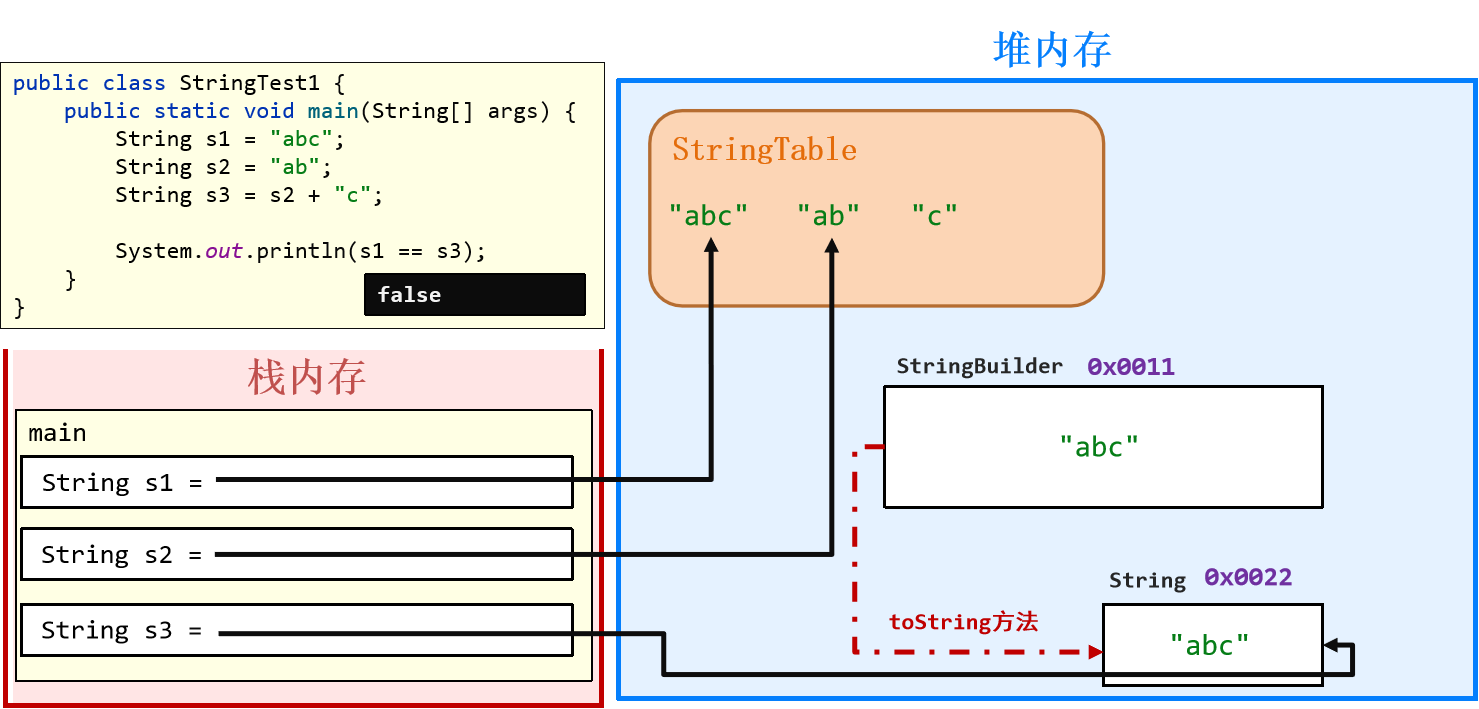 堆内存
public class StringTest1 {
    public static void main(String[] args) {
        String s1 = "abc";
        String s2 = "ab";
        String s3 = s2 + "c";
        System.out.println(s1 == s3);
    }
}
false
StringTable
"abc" "ab" "c"
栈内存
main
String s1 =
String s2 =
String s3 =
StringBuilder 0x0011
"abc"
toString方法
String 0x0022
"abc"